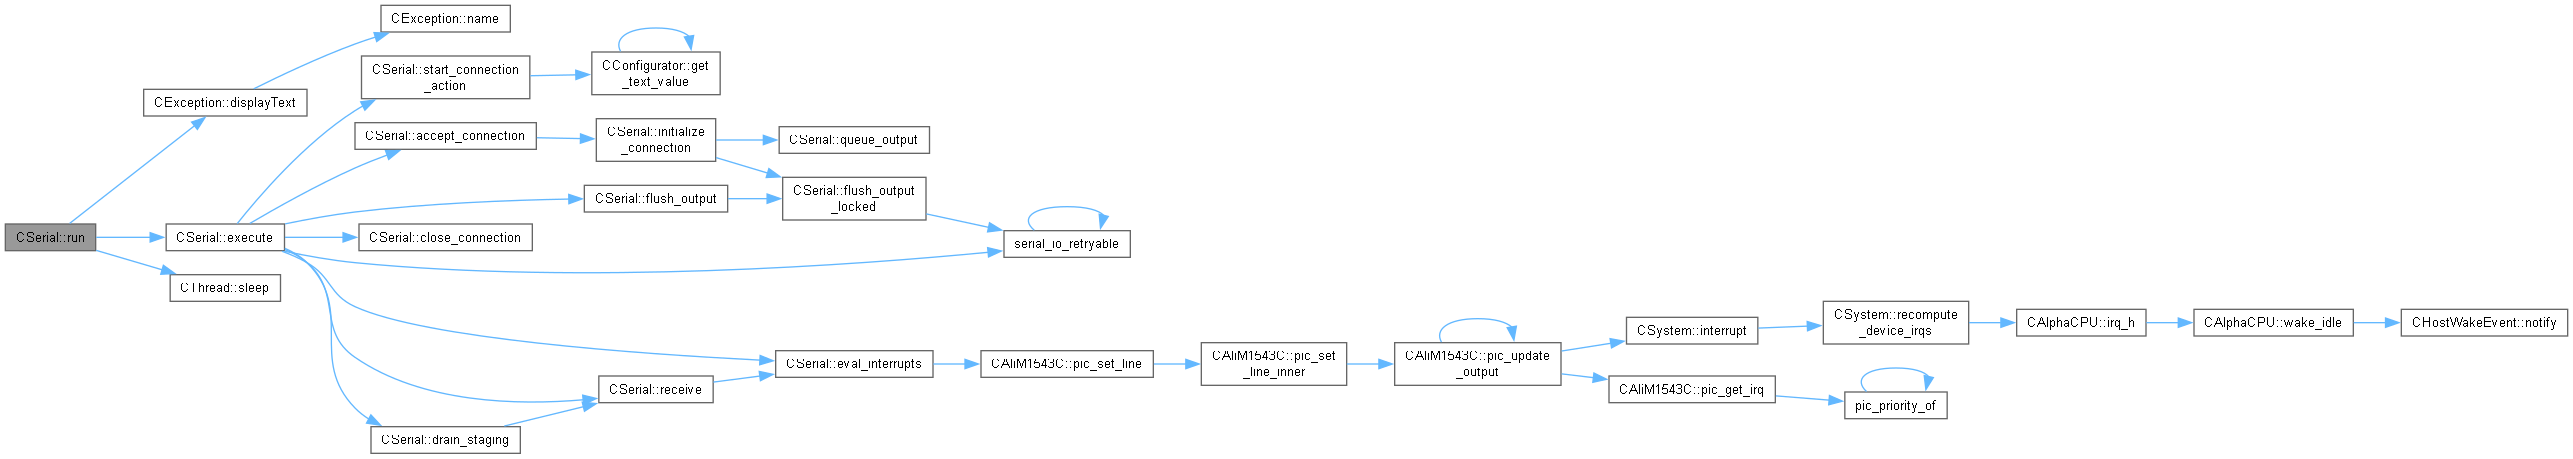 CException::name
CSerial::start_connection
_action
CConfigurator::get
_text_value
CException::displayText
CSerial::accept_connection
CSerial::initialize
_connection
CSerial::queue_output
CSerial::flush_output
CSerial::flush_output
_locked
CSerial::run
CSerial::execute
CSerial::close_connection
serial_io_retryable
CThread::sleep
CSerial::eval_interrupts
CAliM1543C::pic_set_line
CAliM1543C::pic_set
_line_inner
CAliM1543C::pic_update
_output
CSystem::interrupt
CSystem::recompute
_device_irqs
CAlphaCPU::irq_h
CAlphaCPU::wake_idle
CHostWakeEvent::notify
CSerial::receive
CAliM1543C::pic_get_irq
pic_priority_of
CSerial::drain_staging